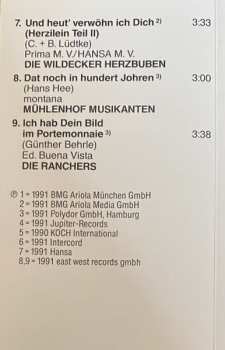 7. Und heut' verwöhn ich Dich 2) 3:33
(Herzilein Teil II)
(C. + B. Lüdtke)
Prima M.V./HANSA M. V.
DIE WILDECKER HERZBUBEN
8. Dat noch in hundert Johren 3) 3:00
(Hans Hee)
montana
MÜHLENHOF MUSIKANTEN
9. Ich hab Dein Bild
im Portemonnaie 3) 3:38
(Günther Behrle)
Ed. Buena Vista
DIE RANCHERS
℗ 1 = 1991 BMG Ariola München GmbH
2 = 1991 BMG Ariola Media GmbH
3 = 1991 Polydor GmbH, Hamburg
4 = 1991 Jupiter-Records
5 = 1990 KOCH International
6 = 1991 Intercord
7 = 1991 Hansa
8,9 = 1991 east west records gmbh